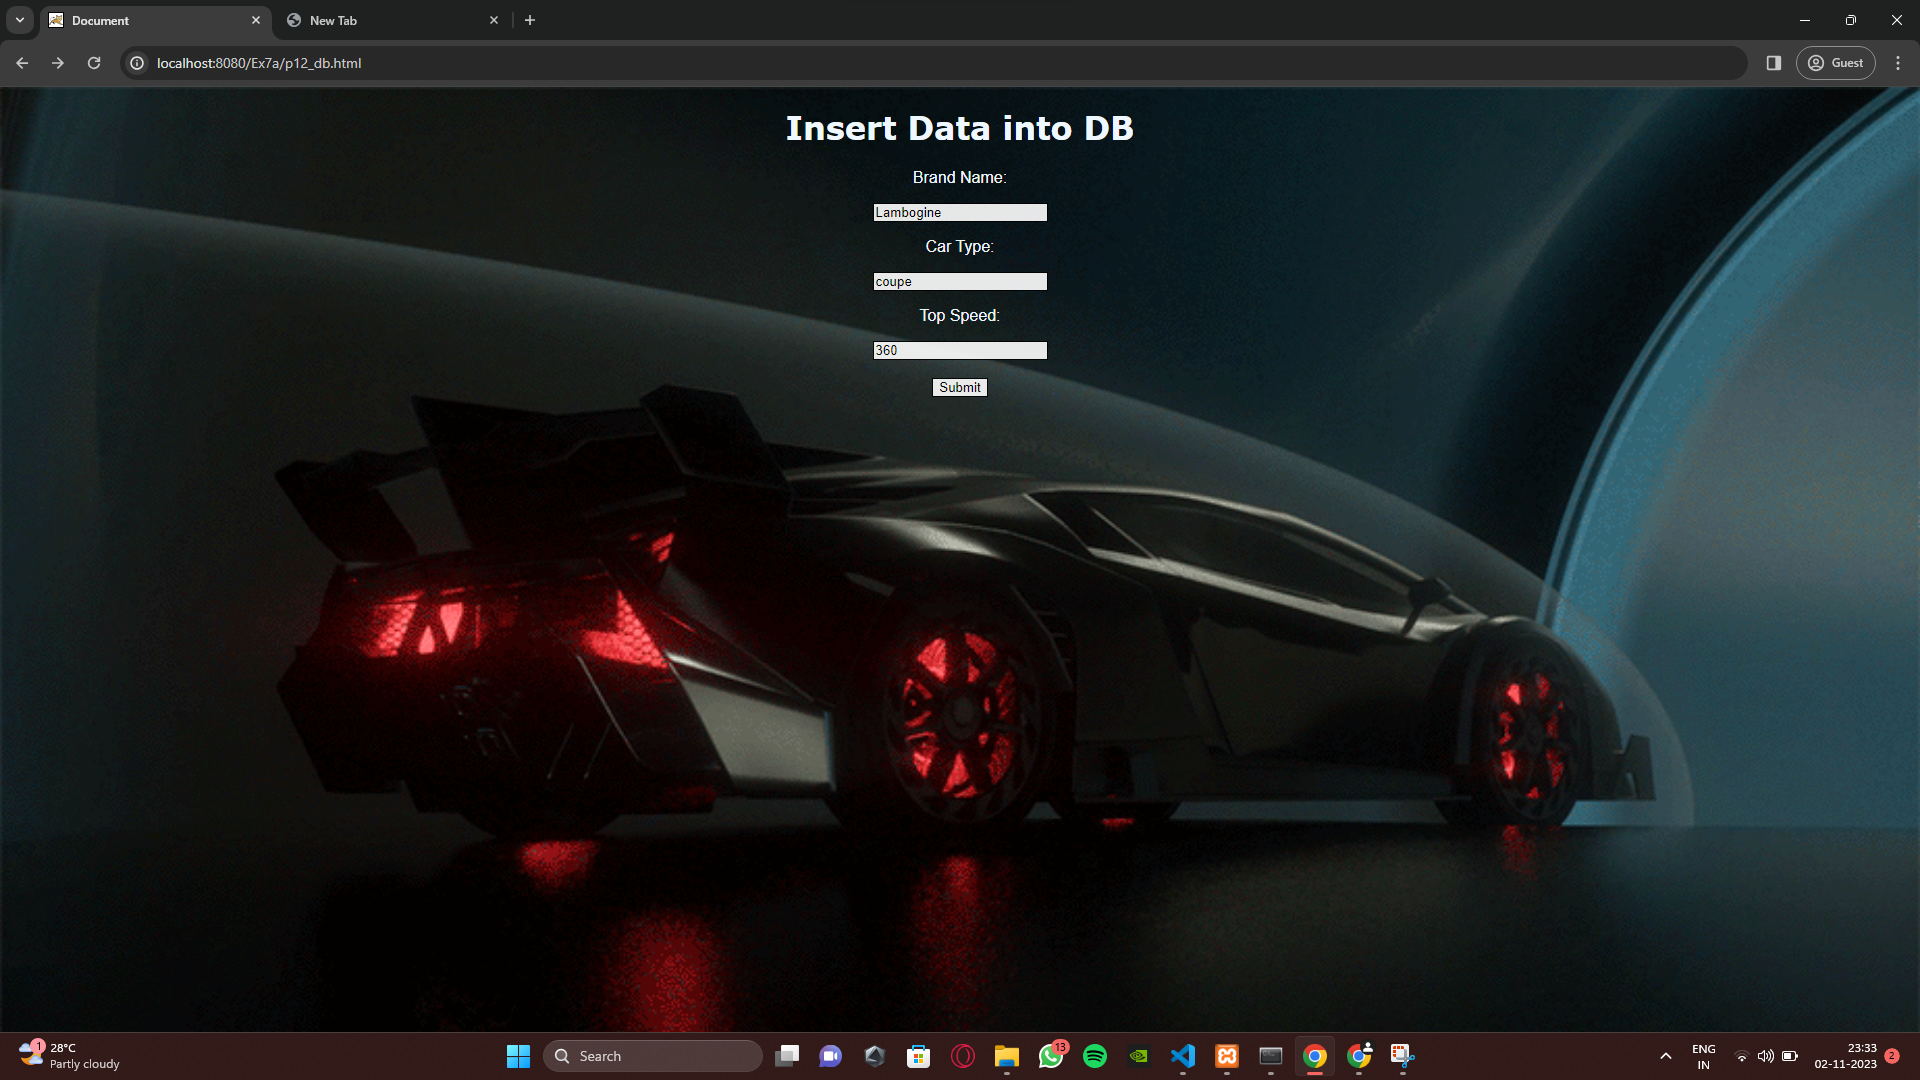 Document
New Tab
localhost:8080/Ex7a/p12_db.html
Guest
Insert Data into DB
Brand Name:
Lambogine
Car Type:
coupe
Top Speed:
360
Submit
1
28°C
Partly cloudy
Search
13
ENG
IN
23:33
02-11-2023
2